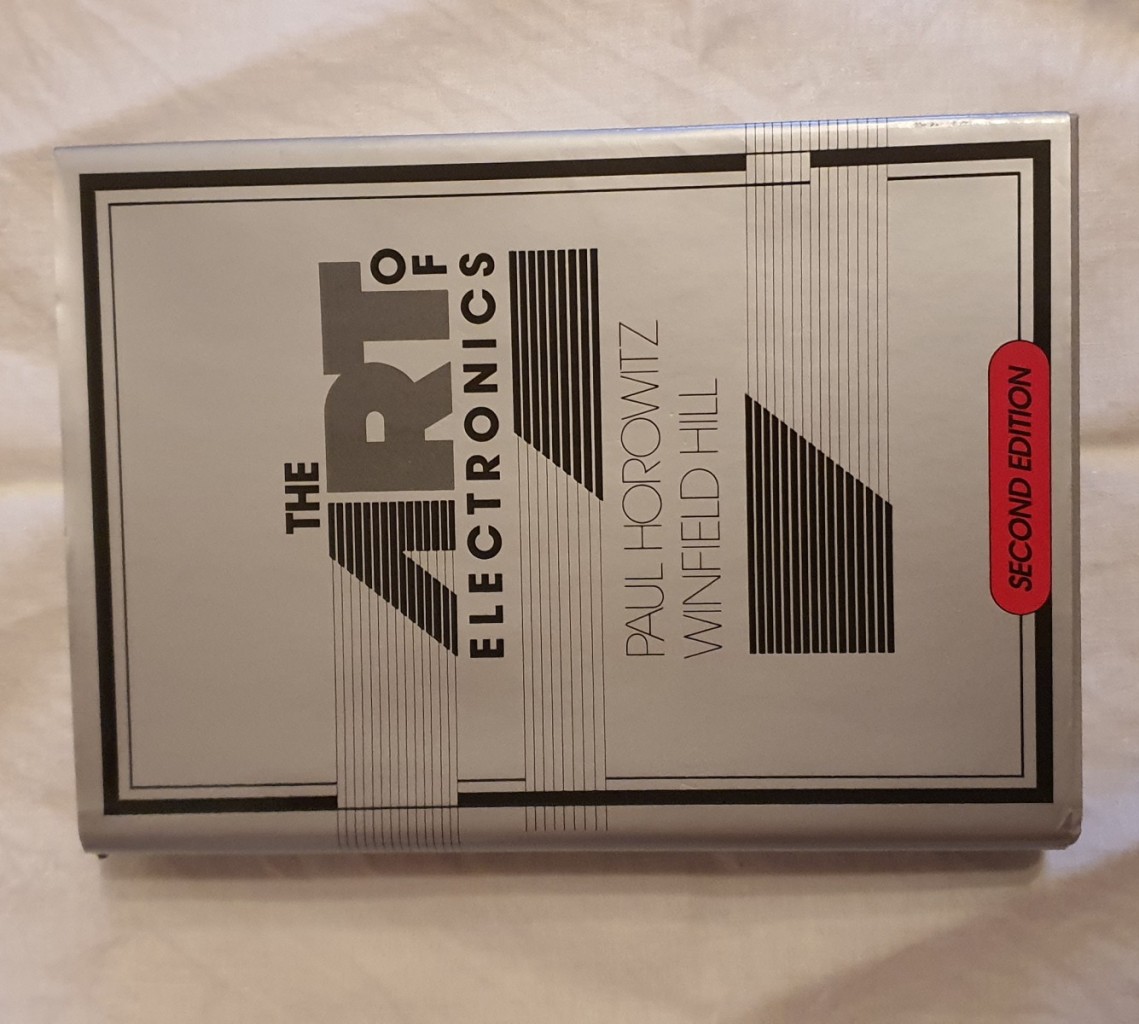 THE
ART
OF
ELECTRONICS
PAUL HOROWITZ
WINFIELD HILL
SECOND EDITION